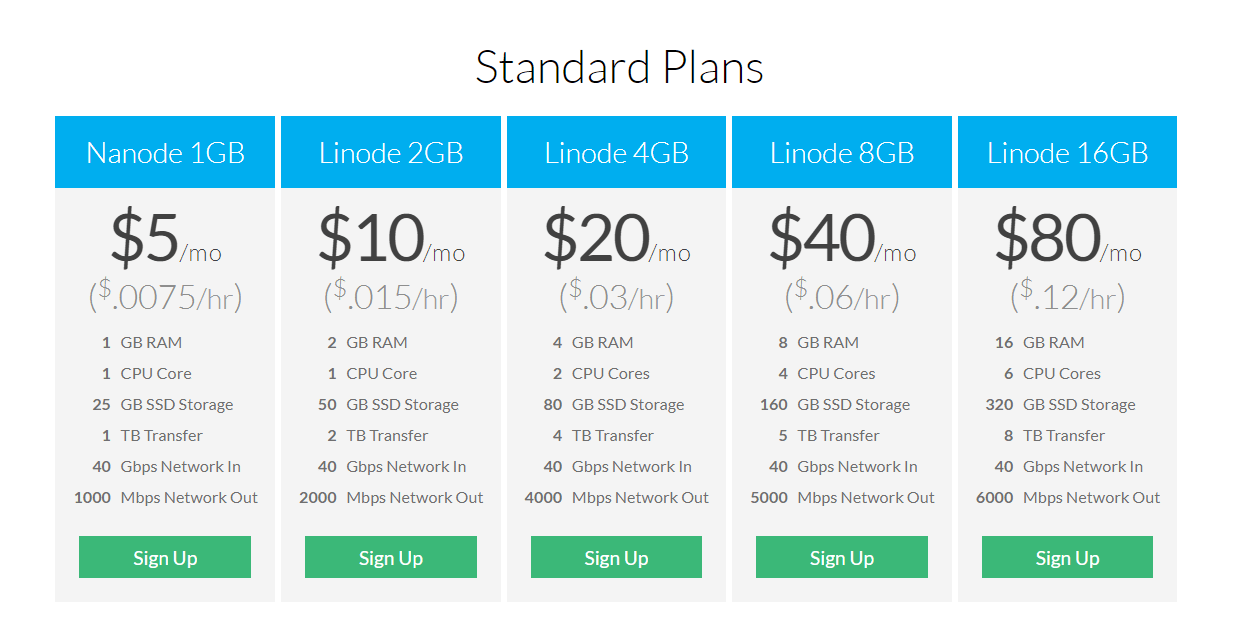 Standard Plans
Nanode 1GB
$5/mo
($.0075/hr)
1 GB RAM
1 CPU Core
25 GB SSD Storage
1 TB Transfer
40 Gbps Network In
1000 Mbps Network Out
Sign Up
Linode 2GB
$10/mo
($.015/hr)
2 GB RAM
1 CPU Core
50 GB SSD Storage
2 TB Transfer
40 Gbps Network In
2000 Mbps Network Out
Sign Up
Linode 4GB
$20/mo
($.03/hr)
4 GB RAM
2 CPU Cores
80 GB SSD Storage
4 TB Transfer
40 Gbps Network In
4000 Mbps Network Out
Sign Up
Linode 8GB
$40/mo
($.06/hr)
8 GB RAM
4 CPU Cores
160 GB SSD Storage
5 TB Transfer
40 Gbps Network In
5000 Mbps Network Out
Sign Up
Linode 16GB
$80/mo
($.12/hr)
16 GB RAM
6 CPU Cores
320 GB SSD Storage
8 TB Transfer
40 Gbps Network In
6000 Mbps Network Out
Sign Up